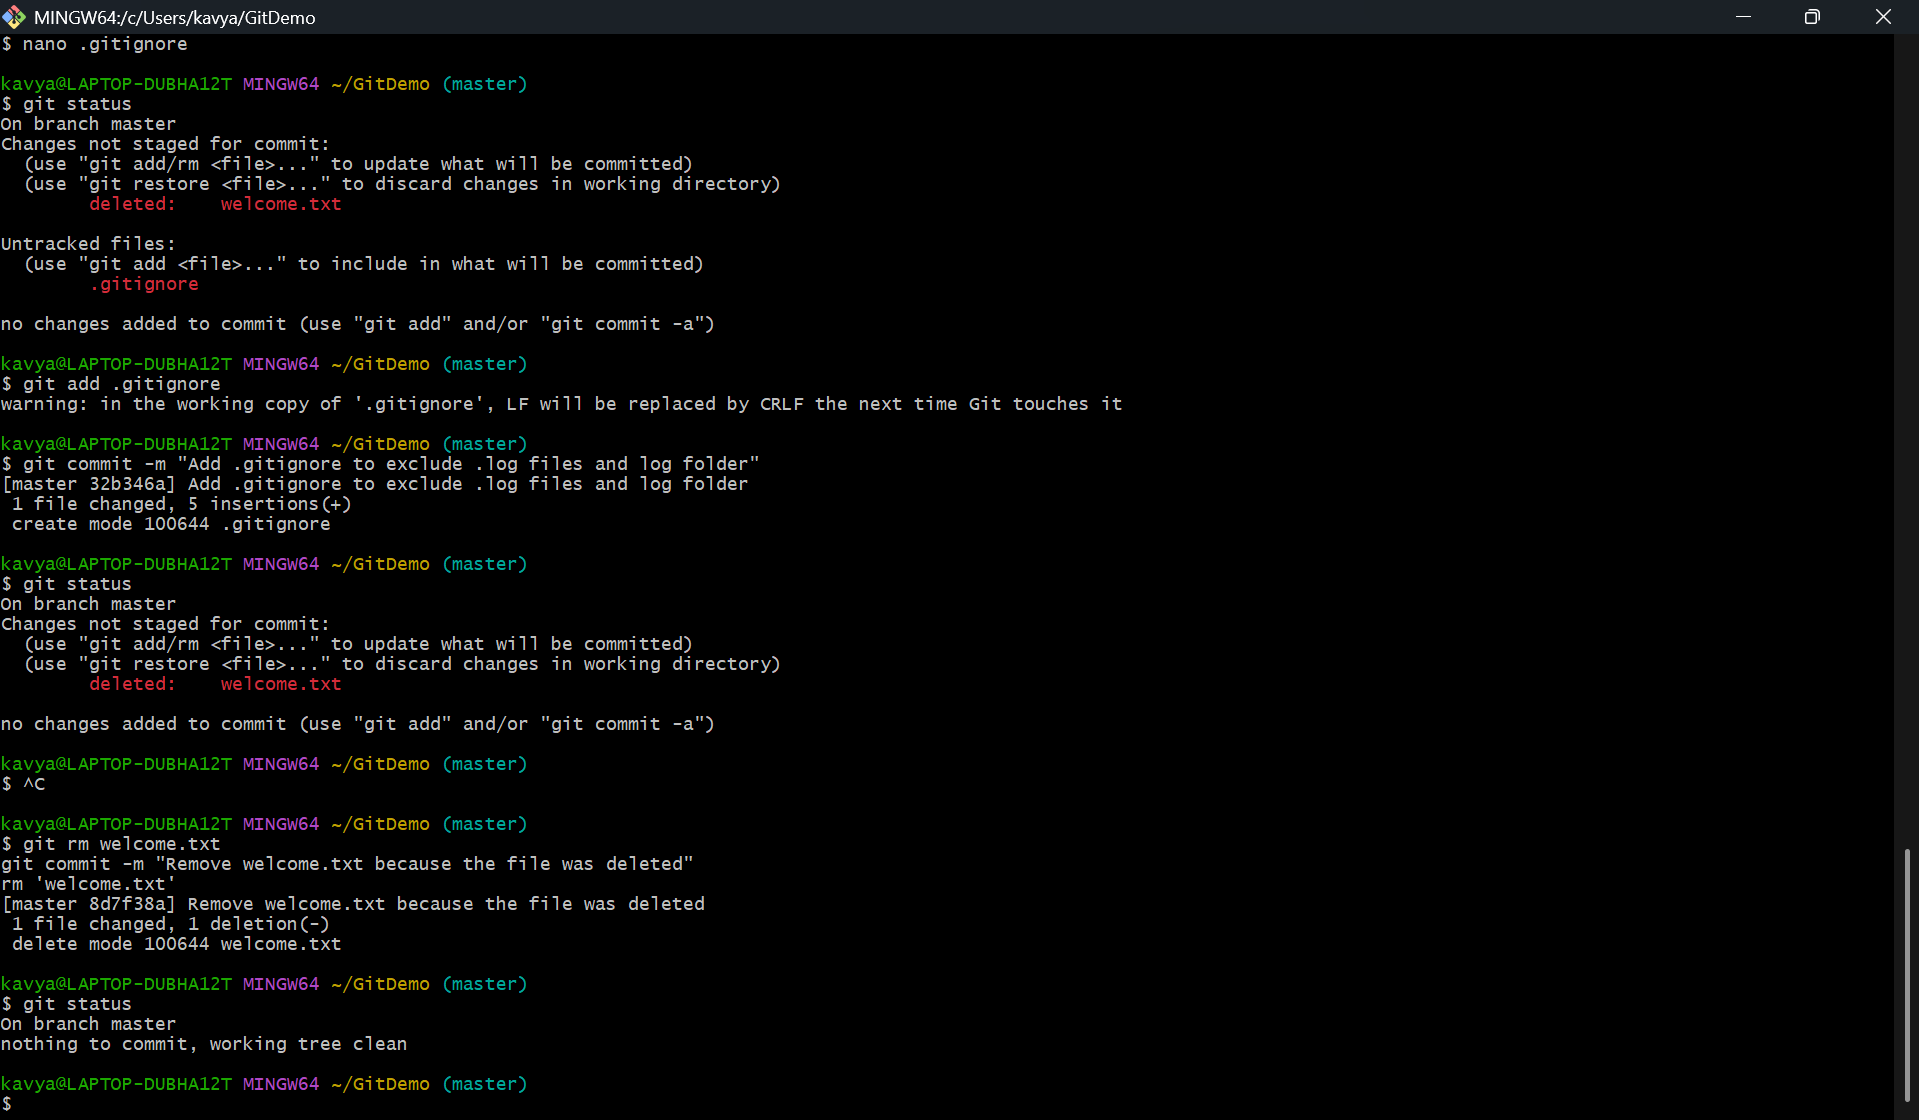 MINGW64:/c/Users/kavya/GitDemo
$ nano .gitignore
kavya@LAPTOP-DUBHA12T MINGW64 ~/GitDemo (master)
$ git status
On branch master
Changes not staged for commit:
  (use "git add/rm <file>..." to update what will be committed)
  (use "git restore <file>..." to discard changes in working directory)
        deleted:    welcome.txt
Untracked files:
  (use "git add <file>..." to include in what will be committed)
        .gitignore
no changes added to commit (use "git add" and/or "git commit -a")
kavya@LAPTOP-DUBHA12T MINGW64 ~/GitDemo (master)
$ git add .gitignore
warning: in the working copy of '.gitignore', LF will be replaced by CRLF the next time Git touches it
kavya@LAPTOP-DUBHA12T MINGW64 ~/GitDemo (master)
$ git commit -m "Add .gitignore to exclude .log files and log folder"
[master 32b346a] Add .gitignore to exclude .log files and log folder
 1 file changed, 5 insertions(+)
 create mode 100644 .gitignore
kavya@LAPTOP-DUBHA12T MINGW64 ~/GitDemo (master)
$ git status
On branch master
Changes not staged for commit:
  (use "git add/rm <file>..." to update what will be committed)
  (use "git restore <file>..." to discard changes in working directory)
        deleted:    welcome.txt
no changes added to commit (use "git add" and/or "git commit -a")
kavya@LAPTOP-DUBHA12T MINGW64 ~/GitDemo (master)
$ ^C
kavya@LAPTOP-DUBHA12T MINGW64 ~/GitDemo (master)
$ git rm welcome.txt
git commit -m "Remove welcome.txt because the file was deleted"
rm 'welcome.txt'
[master 8d7f38a] Remove welcome.txt because the file was deleted
 1 file changed, 1 deletion(-)
 delete mode 100644 welcome.txt
kavya@LAPTOP-DUBHA12T MINGW64 ~/GitDemo (master)
$ git status
On branch master
nothing to commit, working tree clean
kavya@LAPTOP-DUBHA12T MINGW64 ~/GitDemo (master)
$